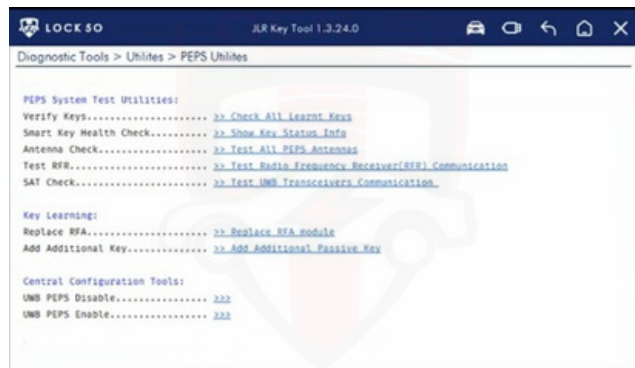 LOCK50 JLR Key Tool 1.3.24.0
Diagnostic Tools > Utilites > PEPS Utilites
PEPS System Test Utilities:
Verify Keys..................... >> Check All Learnt Keys
Smart Key Health Check.......... >> Show Key Status Info
Antenna Check................... >> Test All PEPS Antennas
Test RFR........................ >> Test Radio Frequency Receiver(RFR) Communication
SAT Check....................... >> Test UWB Transceivers Communication
Key Learning:
Replace RFA..................... >> Replace RFA module
Add Additional Key.............. >> Add Additional Passive Key
Central Configuration Tools:
UWB PEPS Disable................ >>>
UWB PEPS Enable................. >>>